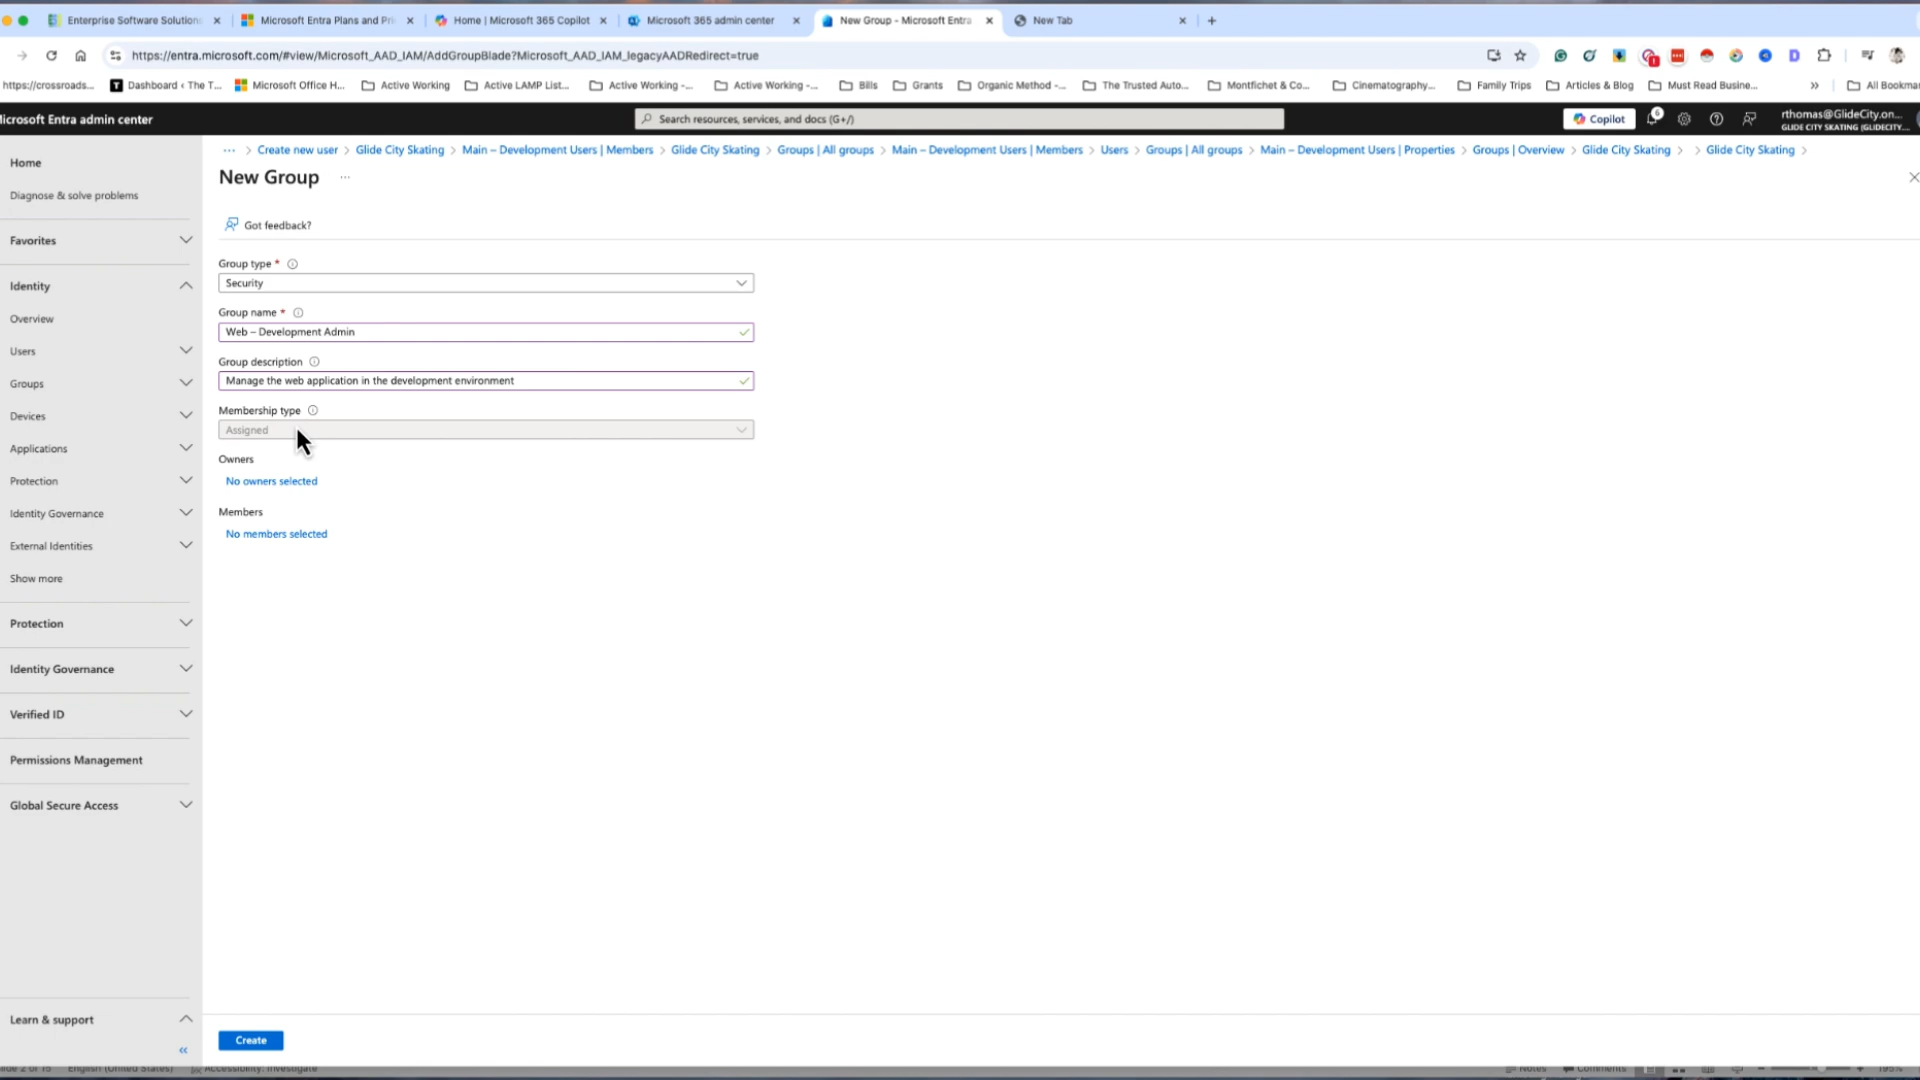 Enterprise Software Solutions
Microsoft Entra Plans and Pri
Home | Microsoft 365 Copilot
Microsoft 365 admin center
New Group - Microsoft Entra
New Tab
https://entra.microsoft.com/#view/Microsoft_AAD_IAM/AddGroupBlade?Microsoft_AAD_IAM_legacyAADRedirect=true
https://crossroads...
Dashboard ‹ The T...
Microsoft Office H...
Active Working
Active LAMP List...
Active Working -...
Active Working -...
Bills
Grants
Organic Method -...
The Trusted Auto...
Montfichet & Co...
Cinematography...
Family Trips
Articles & Blog
Must Read Busine...
»
All Bookmar
Microsoft Entra admin center
Search resources, services, and docs (G+/)
Copilot
6
rthomas@GlideCity.on...
GLIDE CITY SKATING (GLIDECITY....
... > Create new user > Glide City Skating > Main – Development Users | Members > Glide City Skating > Groups | All groups > Main – Development Users | Members > Users > Groups | All groups > Main – Development Users | Properties > Groups | Overview > Glide City Skating > > Glide City Skating >
New Group ...
Got feedback?
Group type *
Security
Group name *
Web – Development Admin
Group description
Manage the web application in the development environment
Membership type
Assigned
Owners
No owners selected
Members
No members selected
Create
Home
Diagnose & solve problems
Favorites
Identity
Overview
Users
Groups
Devices
Applications
Protection
Identity Governance
External Identities
Show more
Protection
Identity Governance
Verified ID
Permissions Management
Global Secure Access
Learn & support
«
Slide 2 of 15
English (United States)
Accessibility: Investigate
Notes
Comments
195%